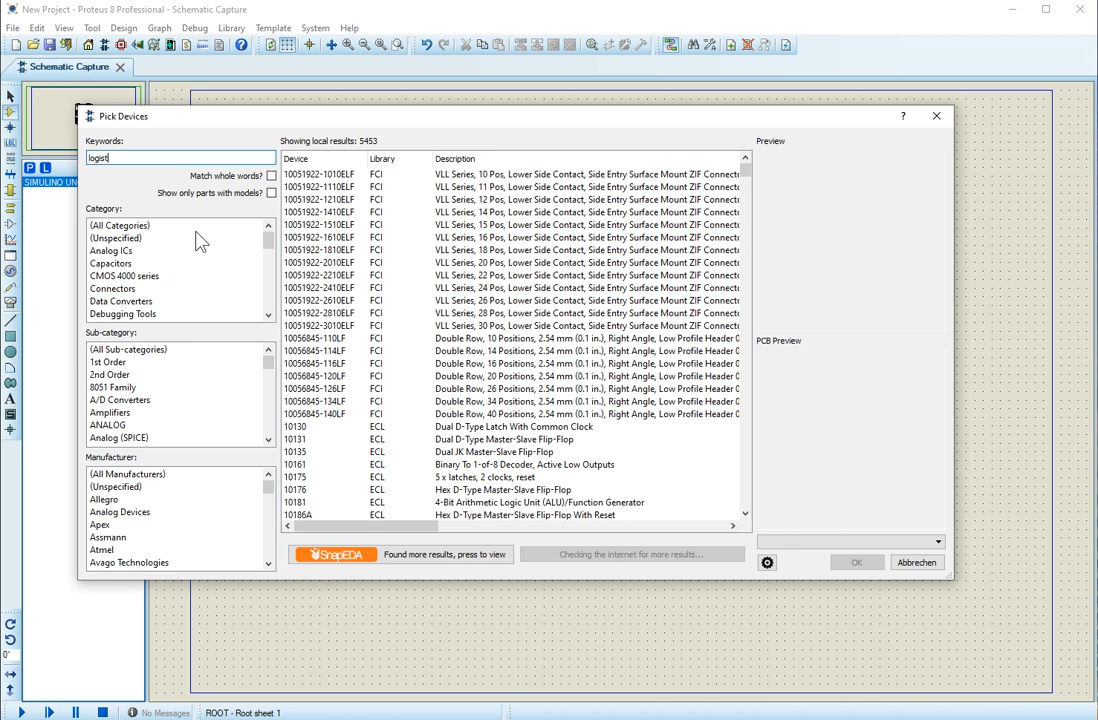 New Project - Proteus 8 Professional - Schematic Capture
File Edit View Tool Design Graph Debug Library Template System Help
Schematic Capture
LBL
P L
SIMULINO UN
Pick Devices
?
Keywords:
logist
Match whole words?
Show only parts with models?
Category:
(All Categories)
(Unspecified)
Analog ICs
Capacitors
CMOS 4000 series
Connectors
Data Converters
Debugging Tools
Sub-category:
(All Sub-categories)
1st Order
2nd Order
8051 Family
A/D Converters
Amplifiers
ANALOG
Analog (SPICE)
Manufacturer:
(All Manufacturers)
(Unspecified)
Allegro
Analog Devices
Apex
Assmann
Atmel
Avago Technologies
Showing local results: 5453
Device Library Description
10051922-1010ELF FCI VLL Series, 10 Pos, Lower Side Contact, Side Entry Surface Mount ZIF Connectc
10051922-1110ELF FCI VLL Series, 11 Pos, Lower Side Contact, Side Entry Surface Mount ZIF Connectc
10051922-1210ELF FCI VLL Series, 12 Pos, Lower Side Contact, Side Entry Surface Mount ZIF Connectc
10051922-1410ELF FCI VLL Series, 14 Pos, Lower Side Contact, Side Entry Surface Mount ZIF Connectc
10051922-1510ELF FCI VLL Series, 15 Pos, Lower Side Contact, Side Entry Surface Mount ZIF Connectc
10051922-1610ELF FCI VLL Series, 16 Pos, Lower Side Contact, Side Entry Surface Mount ZIF Connectc
10051922-1810ELF FCI VLL Series, 18 Pos, Lower Side Contact, Side Entry Surface Mount ZIF Connectc
10051922-2010ELF FCI VLL Series, 20 Pos, Lower Side Contact, Side Entry Surface Mount ZIF Connectc
10051922-2210ELF FCI VLL Series, 22 Pos, Lower Side Contact, Side Entry Surface Mount ZIF Connectc
10051922-2410ELF FCI VLL Series, 24 Pos, Lower Side Contact, Side Entry Surface Mount ZIF Connectc
10051922-2610ELF FCI VLL Series, 26 Pos, Lower Side Contact, Side Entry Surface Mount ZIF Connectc
10051922-2810ELF FCI VLL Series, 28 Pos, Lower Side Contact, Side Entry Surface Mount ZIF Connectc
10051922-3010ELF FCI VLL Series, 30 Pos, Lower Side Contact, Side Entry Surface Mount ZIF Connectc
10056845-110LF FCI Double Row, 10 Positions, 2.54 mm (0.1 in.), Right Angle, Low Profile Header C
10056845-114LF FCI Double Row, 14 Positions, 2.54 mm (0.1 in.), Right Angle, Low Profile Header C
10056845-116LF FCI Double Row, 16 Positions, 2.54 mm (0.1 in.), Right Angle, Low Profile Header C
10056845-120LF FCI Double Row, 20 Positions, 2.54 mm (0.1 in.), Right Angle, Low Profile Header C
10056845-126LF FCI Double Row, 26 Positions, 2.54 mm (0.1 in.), Right Angle, Low Profile Header C
10056845-134LF FCI Double Row, 34 Positions, 2.54 mm (0.1 in.), Right Angle, Low Profile Header C
10056845-140LF FCI Double Row, 40 Positions, 2.54 mm (0.1 in.), Right Angle, Low Profile Header C
10130 ECL Dual D-Type Latch With Common Clock
10131 ECL Dual D-Type Master-Slave Flip-Flop
10135 ECL Dual JK Master-Slave Flip-Flop
10161 ECL Binary To 1-of-8 Decoder, Active Low Outputs
10175 ECL 5 x latches, 2 clocks, reset
10176 ECL Hex D-Type Master-Slave Flip-Flop
10181 ECL 4-Bit Arithmetic Logic Unit (ALU)/Function Generator
10186A ECL Hex D-Type Master-Slave Flip-Flop With Reset
SnapEDA Found more results, press to view
Checking the internet for more results...
Preview
PCB Preview
OK
Abbrechen
A
S
0°
No Messages
ROOT - Root sheet 1